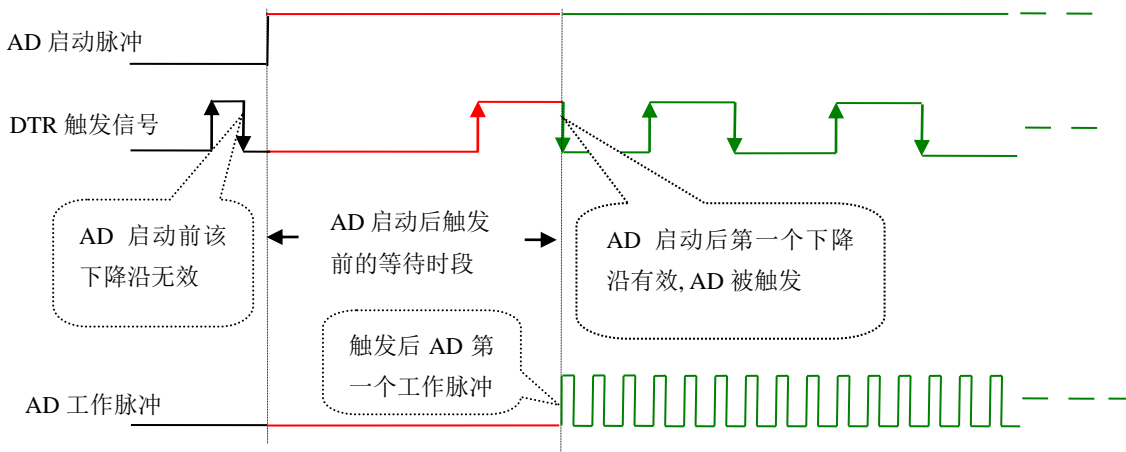 AD 启动脉冲
DTR 触发信号
AD 启动前该
下降沿无效
AD 启动后触发
前的等待时段
AD 启动后第一个下降
沿有效, AD 被触发
触发后 AD 第
一个工作脉冲
AD 工作脉冲